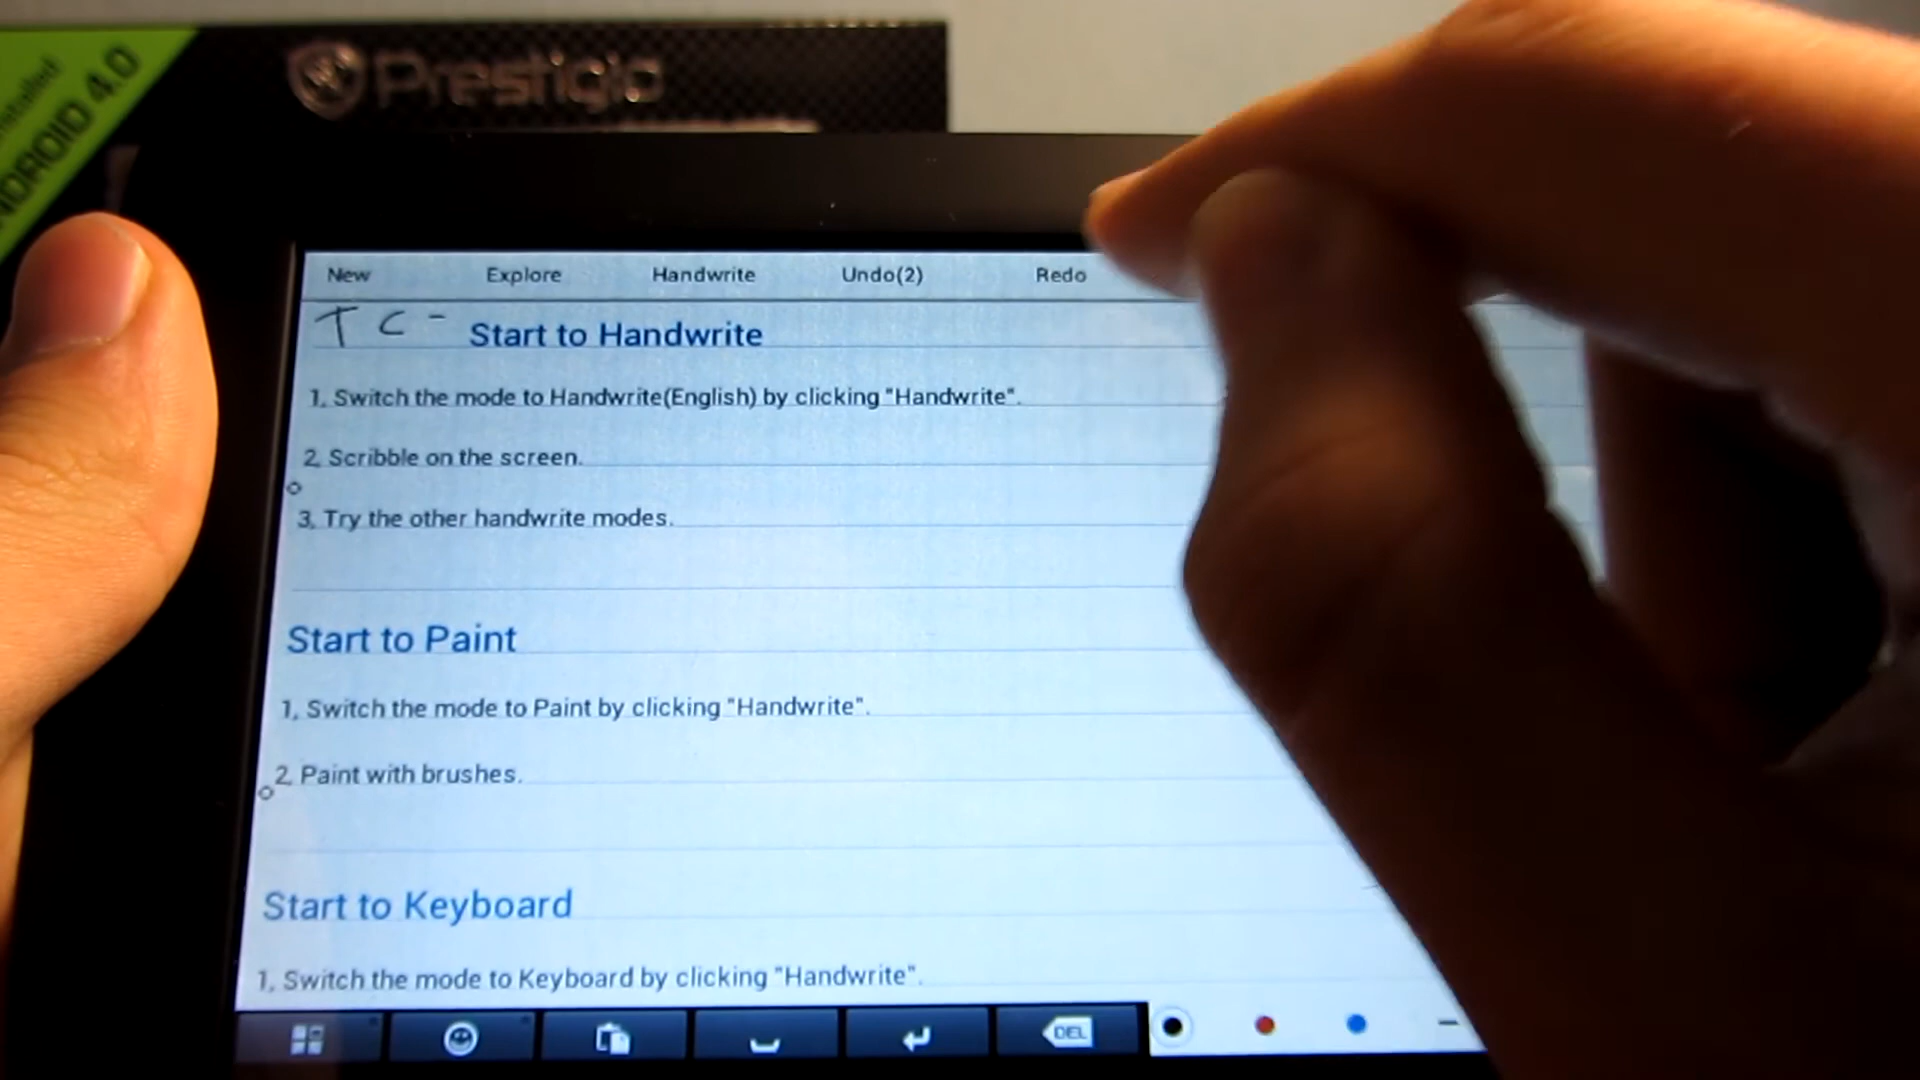 Prestigio
ANDROID 4.0
New Explore Handwrite Undo(2) Redo
T C - Start to Handwrite
1. Switch the mode to Handwrite(English) by clicking "Handwrite".
2. Scribble on the screen.
3. Try the other handwrite modes.
Start to Paint
1. Switch the mode to Paint by clicking "Handwrite".
2. Paint with brushes.
Start to Keyboard
1. Switch the mode to Keyboard by clicking "Handwrite".
DEL